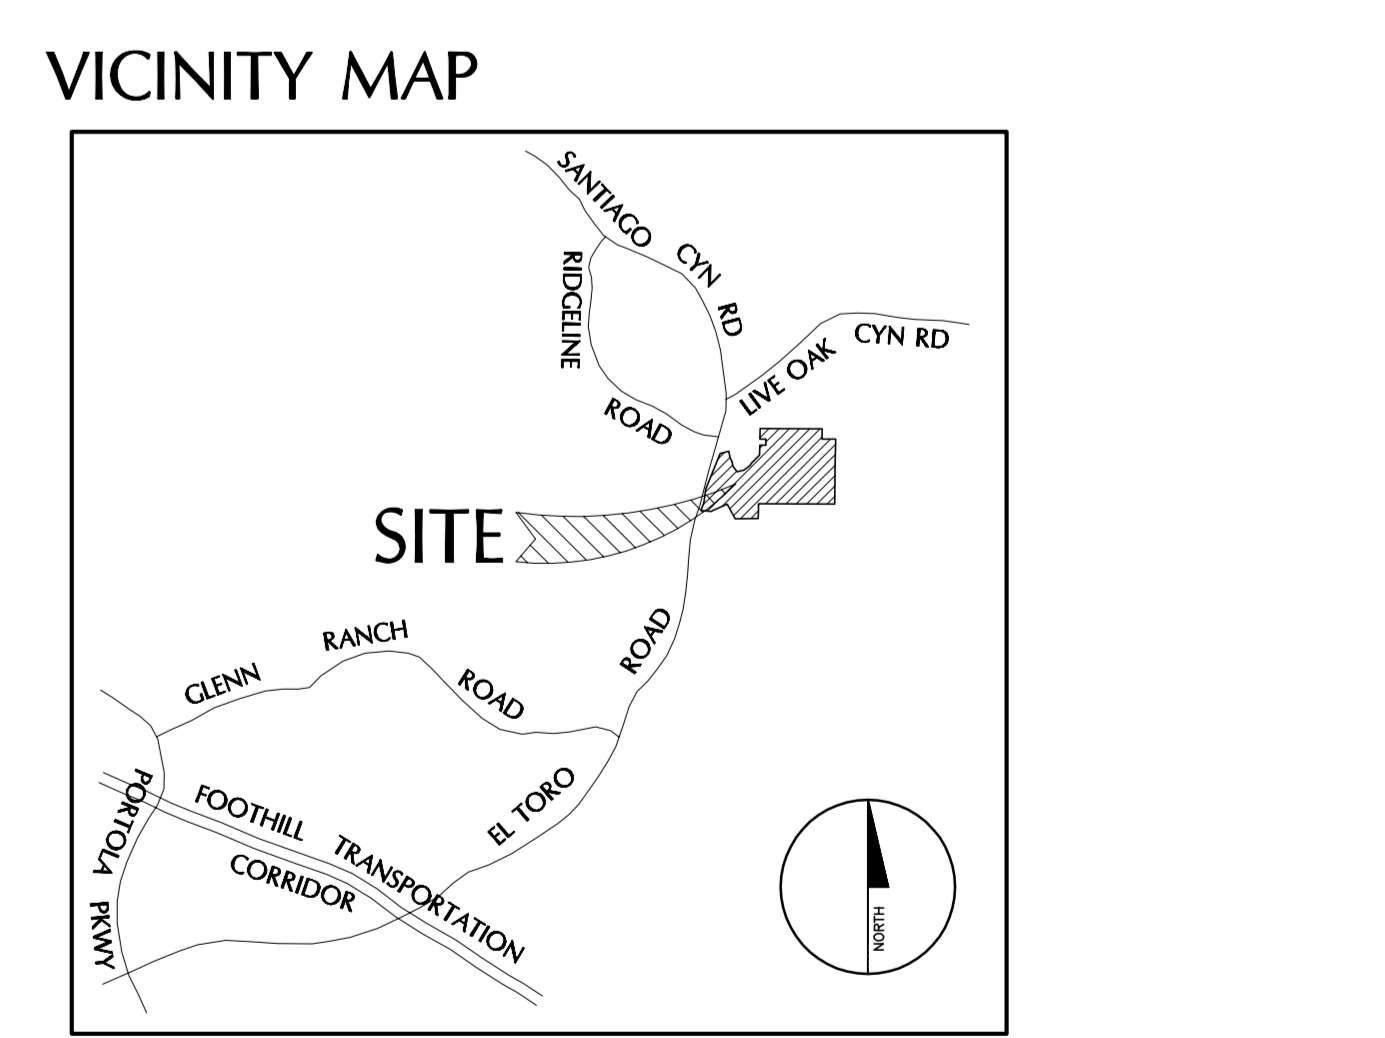 VICINITY MAP
SANTIAGO CYN RD
RIDGELINE ROAD
LIVE OAK CYN RD
SITE
ROAD
GLENN RANCH ROAD
EL TORO
PORTOLA PKWY
FOOTHILL TRANSPORTATION
CORRIDOR
NORTH